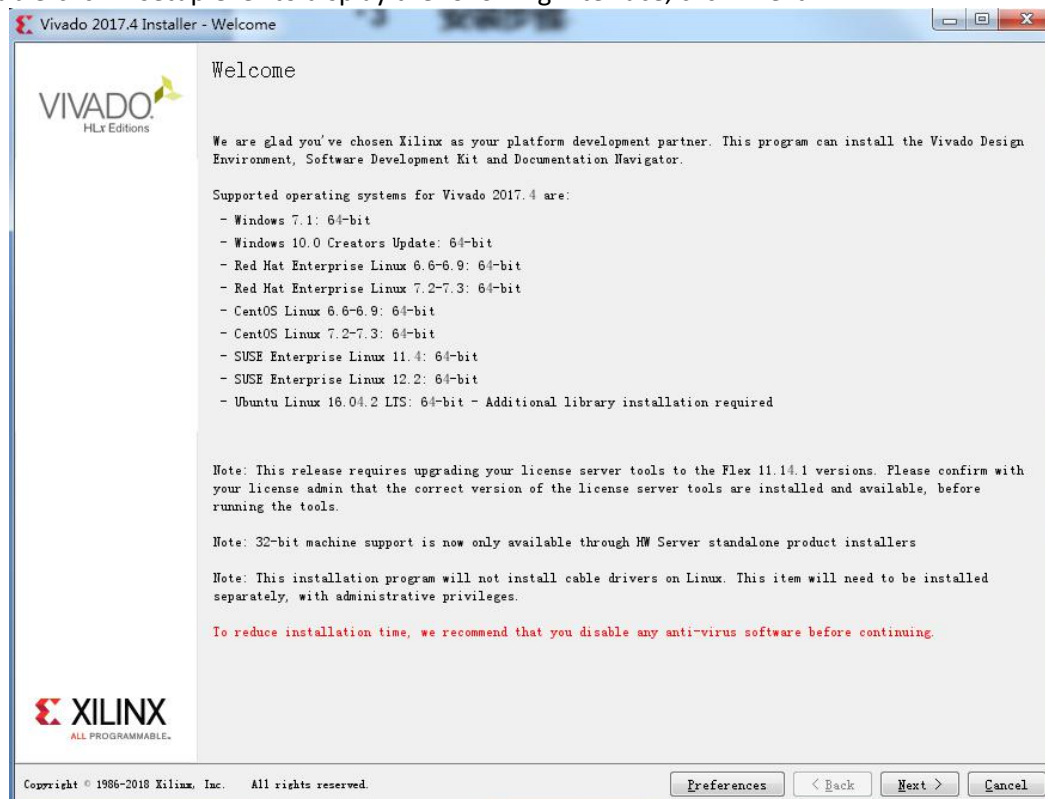 Vivado 2017.4 Installer - Welcome
VIVADO.
HLx Editions
Welcome
We are glad you've chosen Xilinx as your platform development partner. This program can install the Vivado Design
Environment, Software Development Kit and Documentation Navigator.
Supported operating systems for Vivado 2017.4 are:
- Windows 7.1: 64-bit
- Windows 10.0 Creators Update: 64-bit
- Red Hat Enterprise Linux 6.6-6.9: 64-bit
- Red Hat Enterprise Linux 7.2-7.3: 64-bit
- CentOS Linux 6.6-6.9: 64-bit
- CentOS Linux 7.2-7.3: 64-bit
- SUSE Enterprise Linux 11.4: 64-bit
- SUSE Enterprise Linux 12.2: 64-bit
- Ubuntu Linux 16.04.2 LTS: 64-bit - Additional library installation required
Note: This release requires upgrading your license server tools to the Flex 11.14.1 versions. Please confirm with
your license admin that the correct version of the license server tools are installed and available, before
running the tools.
Note: 32-bit machine support is now only available through HW Server standalone product installers
Note: This installation program will not install cable drivers on Linux. This item will need to be installed
separately, with administrative privileges.
To reduce installation time, we recommend that you disable any anti-virus software before continuing.
XILINX
ALL PROGRAMMABLE.
Copyright © 1986-2018 Xilinx, Inc. All rights reserved.
Preferences
< Back
Next >
Cancel